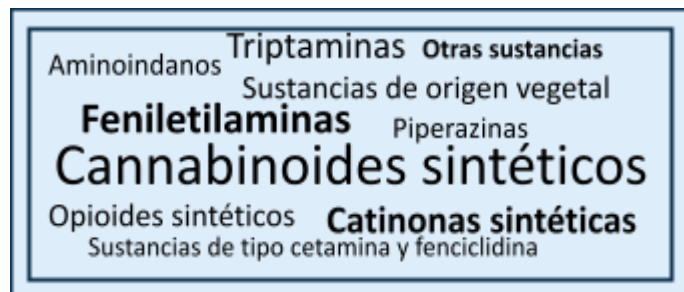 Triptaminas Otras sustancias
Aminoindanos
Sustancias de origen vegetal
Feniletilaminas Piperazinas
Cannabinoides sintéticos
Opioides sintéticos Catinonas sintéticas
Sustancias de tipo cetamina y fenciclidina